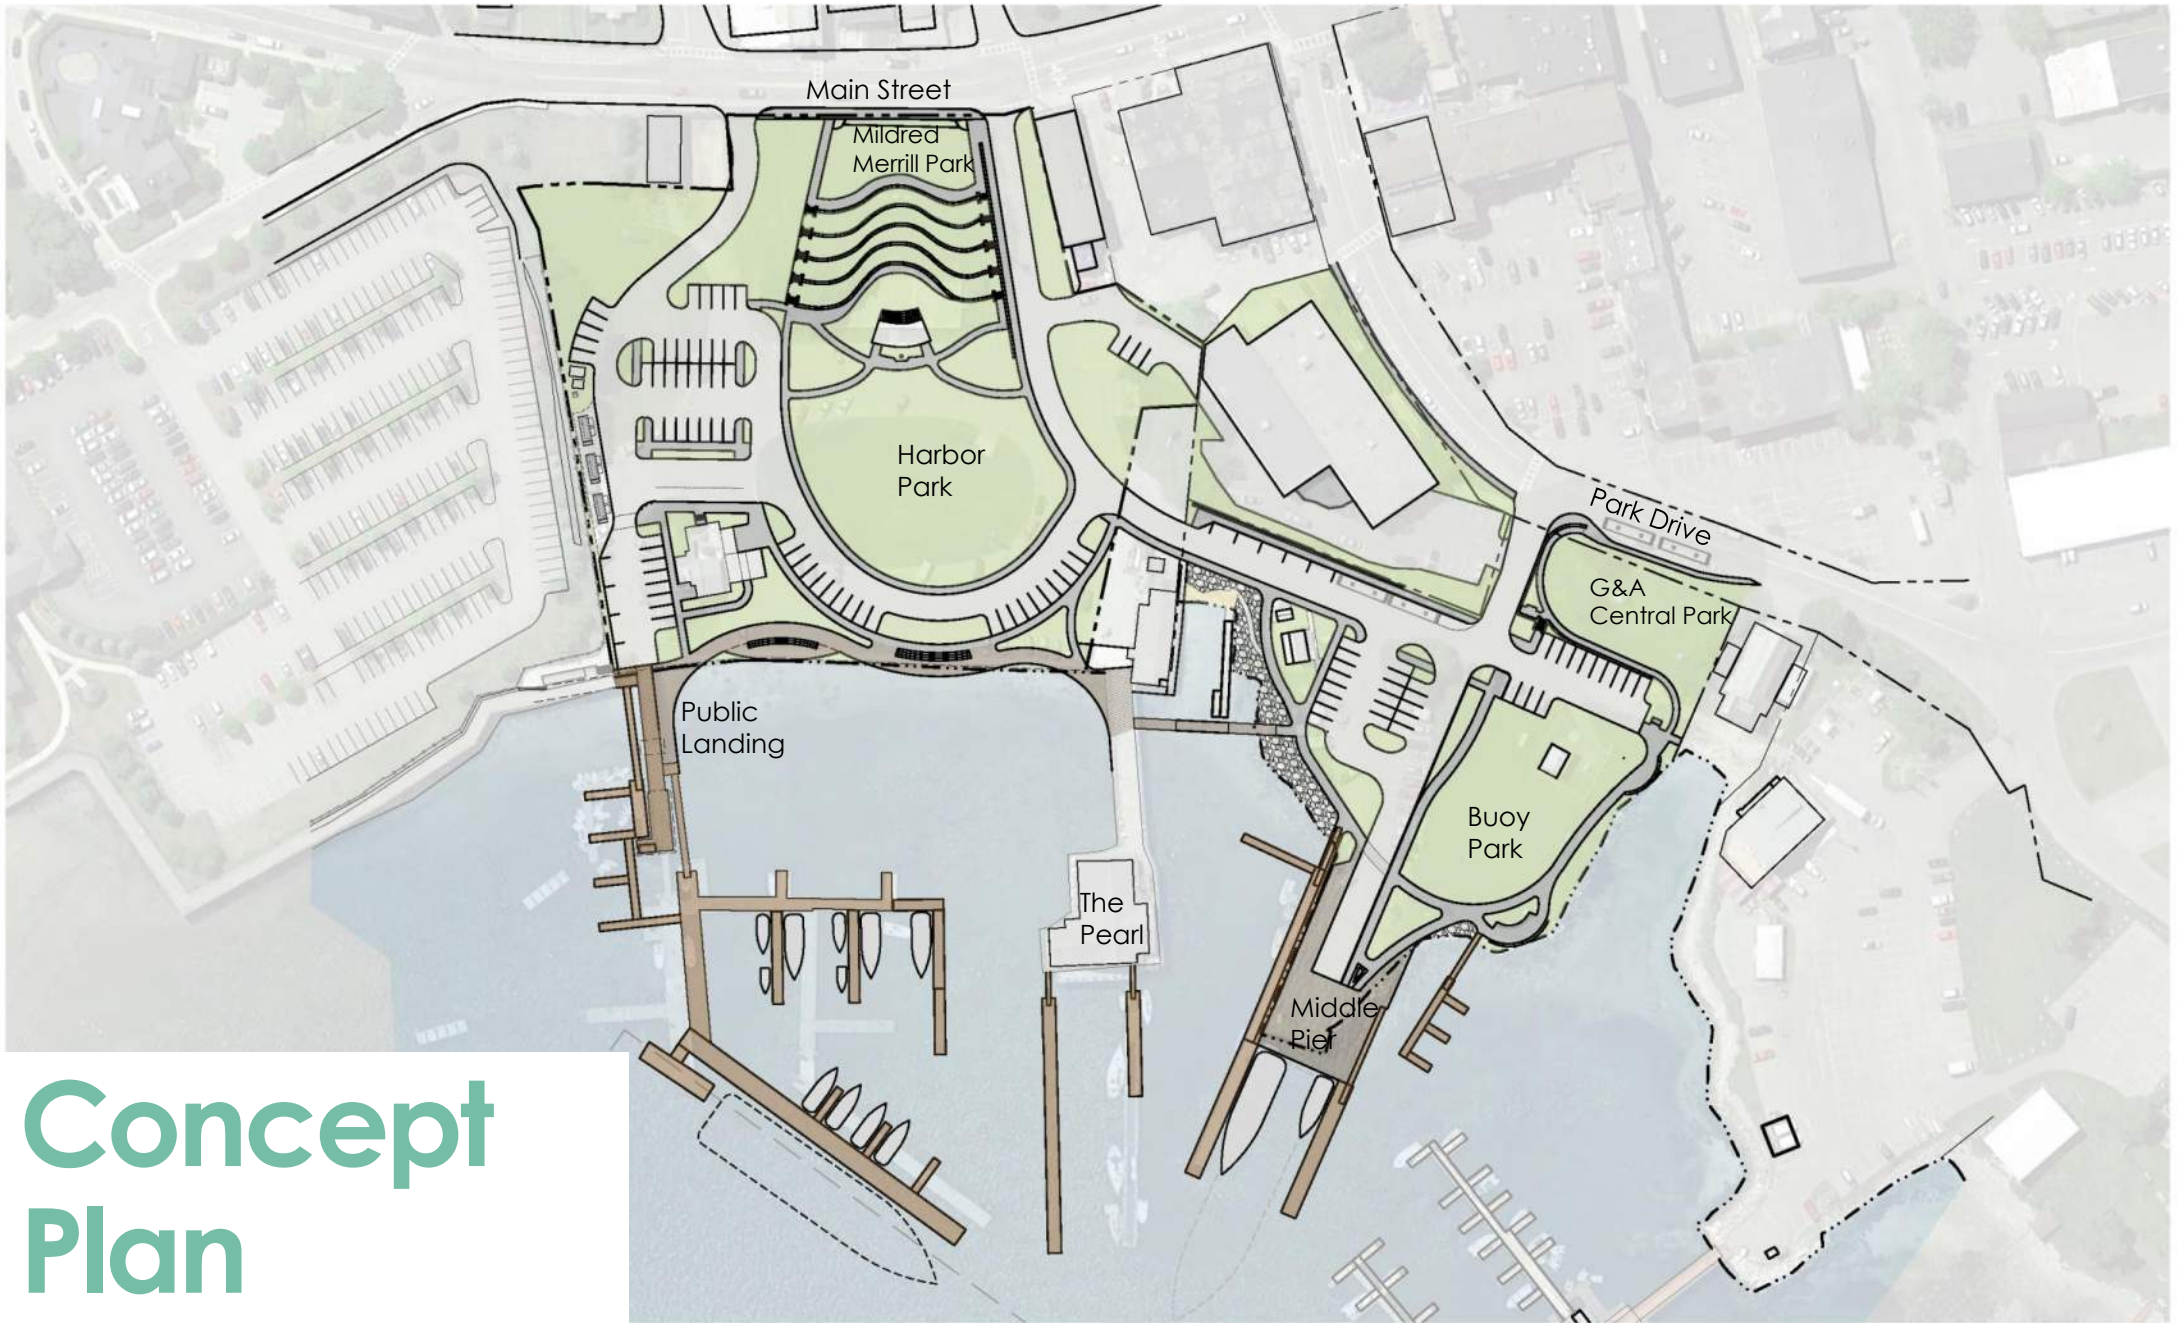 Main Street
Mildred
Merrill Park
Harbor
Park
Park Drive
G&A
Central Park
Public
Landing
Buoy
Park
The
Pearl
Middle
Pier
Concept
Plan